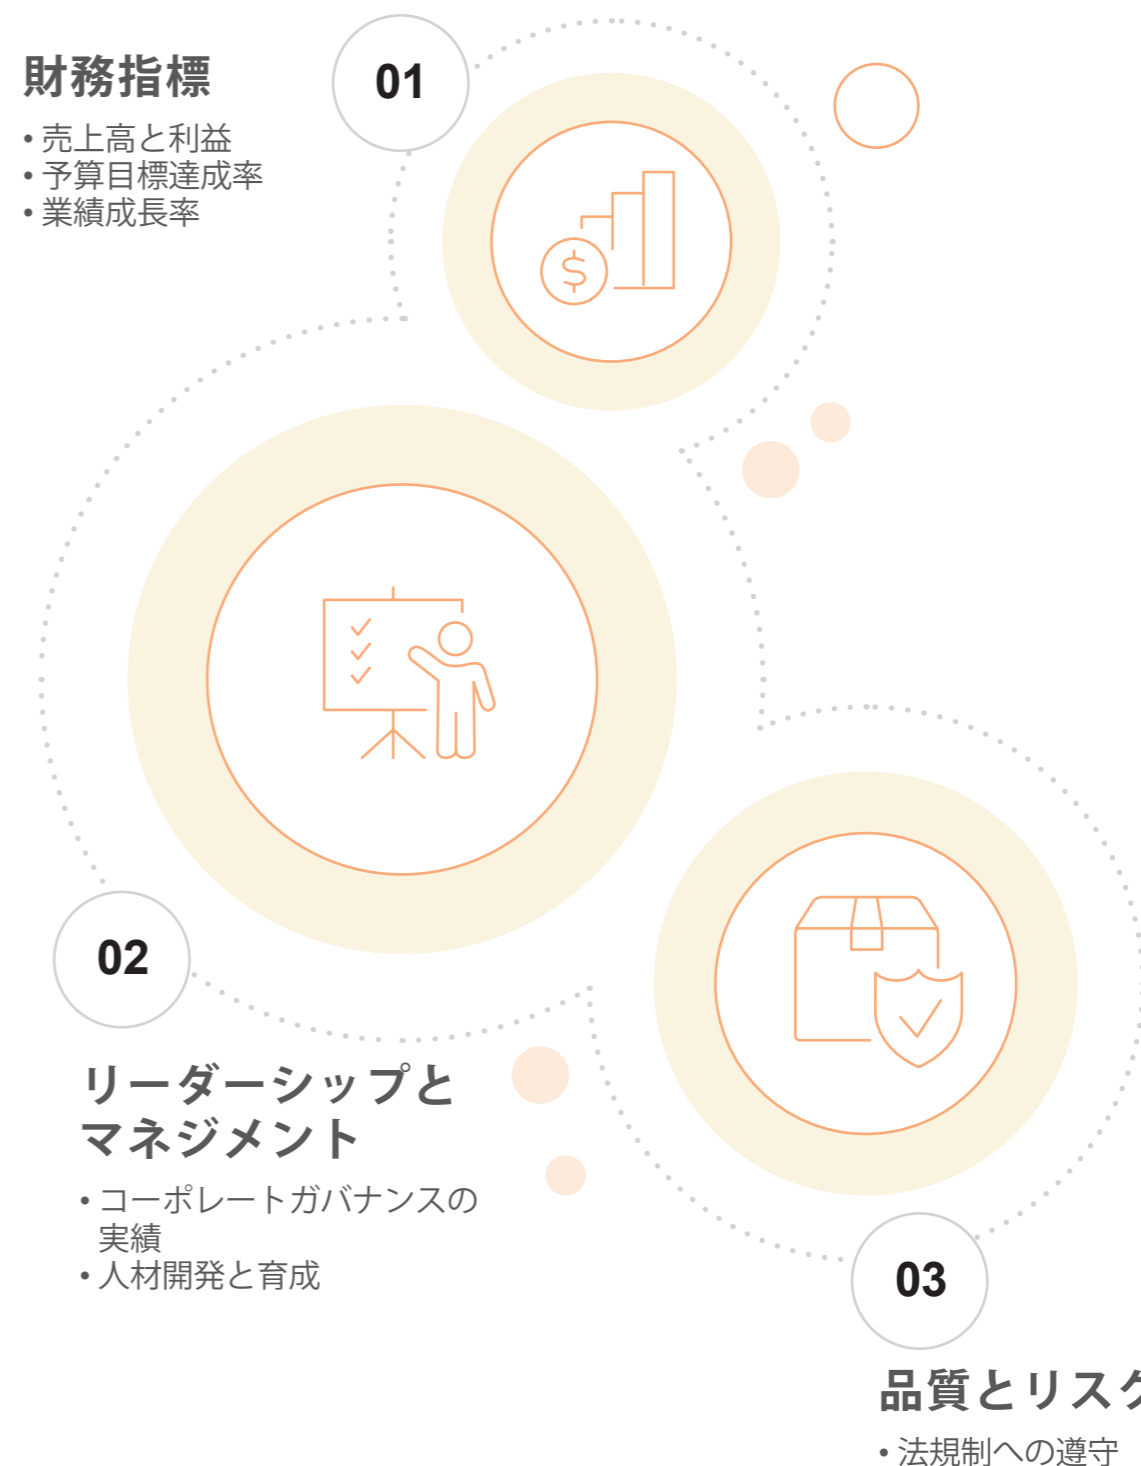 01
財務指標
• 売上高と利益
• 予算目標達成率
• 業績成長率
02
リーダーシップと
マネジメント
• コーポレートガバナンスの
実績
• 人材開発と育成
03
品質とリスク
• 法規制への遵守